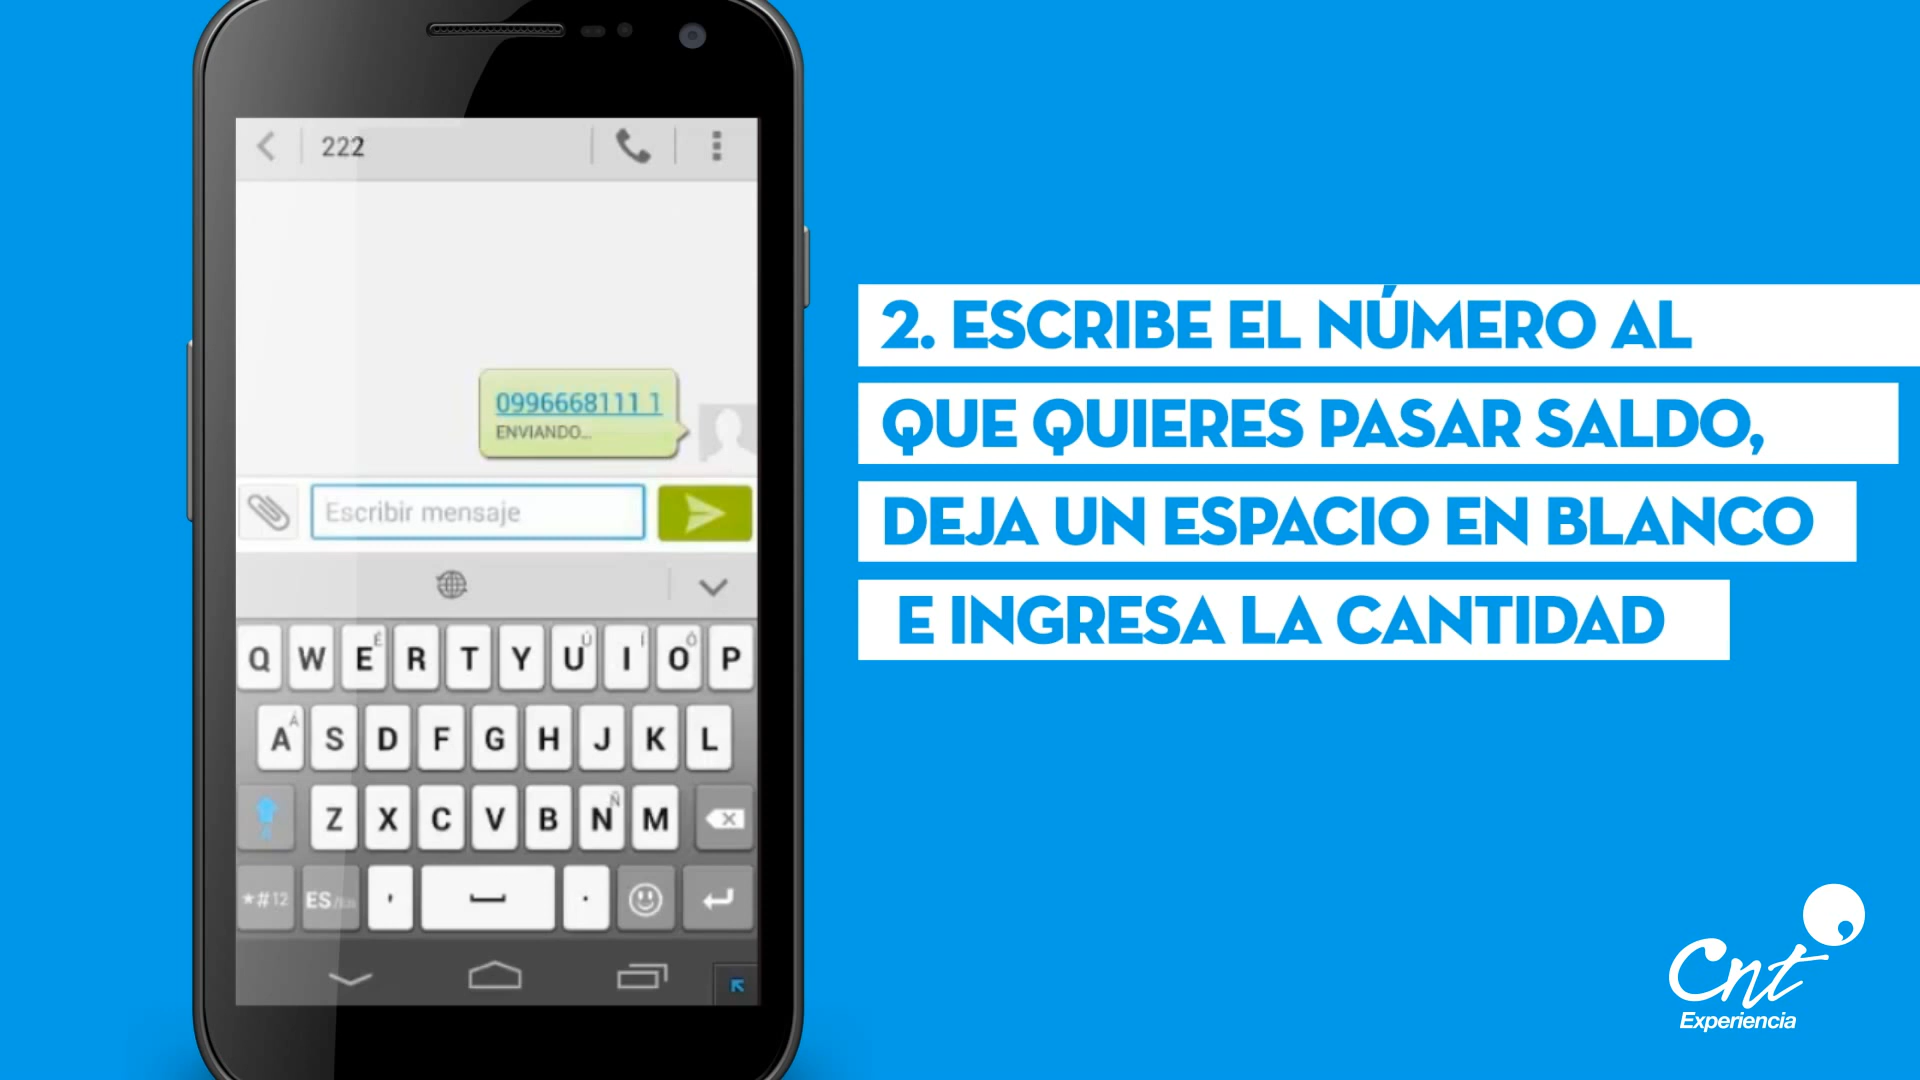 222
0996668111 1
ENVIANDO...
Escribir mensaje
Q W E É R T Y U Ú I Í O Ó P
A Á S D F G H J K L
Z X C V B N Ñ M
*#12 ES , .
2. ESCRIBE EL NÚMERO AL
QUE QUIERES PASAR SALDO,
DEJA UN ESPACIO EN BLANCO
E INGRESA LA CANTIDAD
Cnt
Experiencia